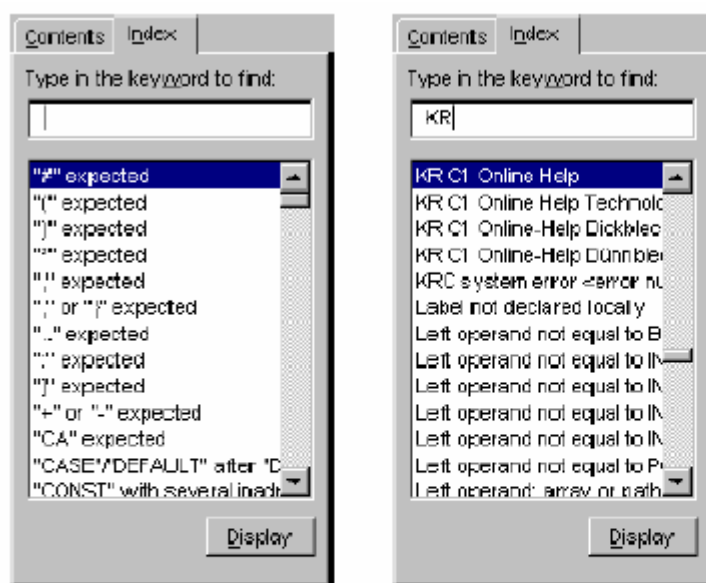 Contents Index
Type in the keyword to find:
"≠" expected
"(" expected
")" expected
"*" expected
"," expected
"," or ")" expected
".." expected
":" expected
"]" expected
"+" or "-" expected
"CA" expected
"CASE"/"DEFAULT" after "D
"CONST" with several inadr
Display
Contents Index
Type in the keyword to find:
KR
KR C1 Online Help
KR C1 Online Help Technolo
KR C1 Online-Help Dickblec
KR C1 Online-Help Dünnblec
KRC system error <error nu
Label not declared locally
Left operand not equal to B
Left operand not equal to IN
Left operand not equal to IN
Left operand not equal to IN
Left operand not equal to IN
Left operand not equal to P
Left operand: array or path
Display